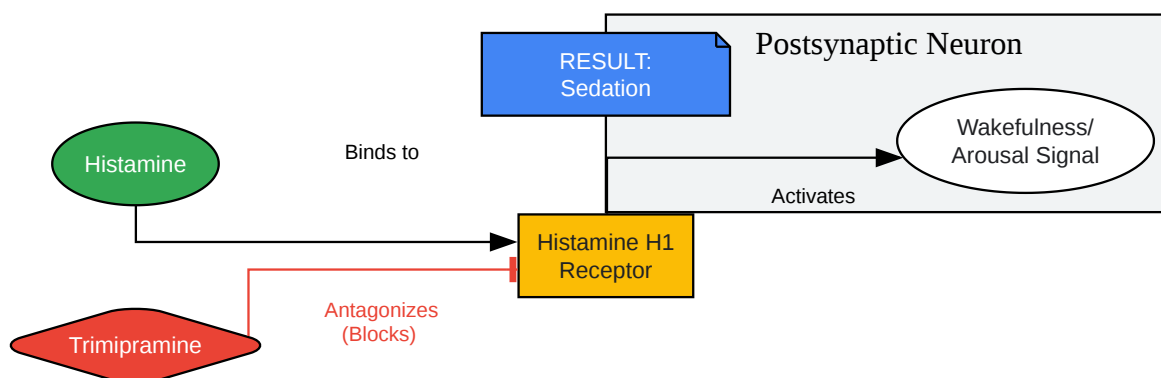 Postsynaptic Neuron
RESULT:
Sedation
Wakefulness/
Arousal Signal
Histamine
Binds to
Activates
Histamine H1
Receptor
Antagonizes
(Blocks)
Trimipramine